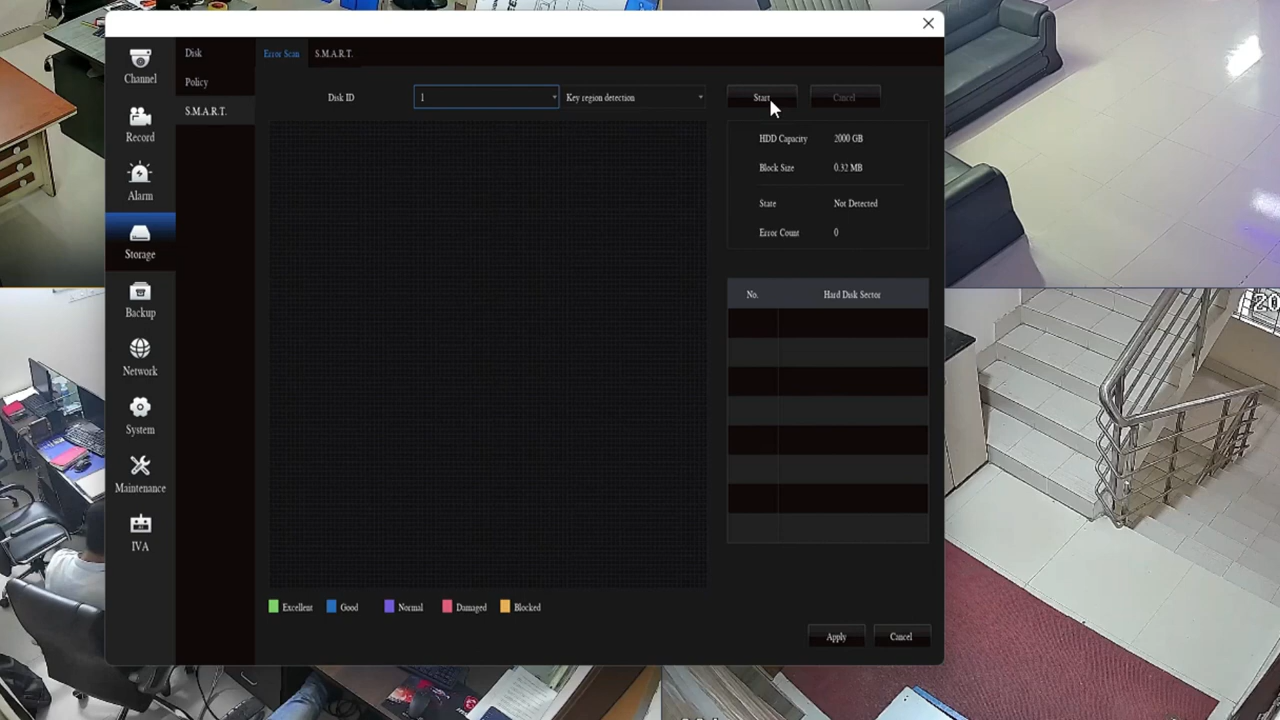 Channel
Record
Alarm
Storage
Backup
Network
System
Maintenance
IVA
Disk
Policy
S.M.A.R.T.
Error Scan S.M.A.R.T.
Disk ID 1 Key region detection Start Cancel
HDD Capacity 2000 GB
Block Size 0.32 MB
State Not Detected
Error Count 0
No. Hard Disk Sector
Excellent Good Normal Damaged Blocked
Apply Cancel
20